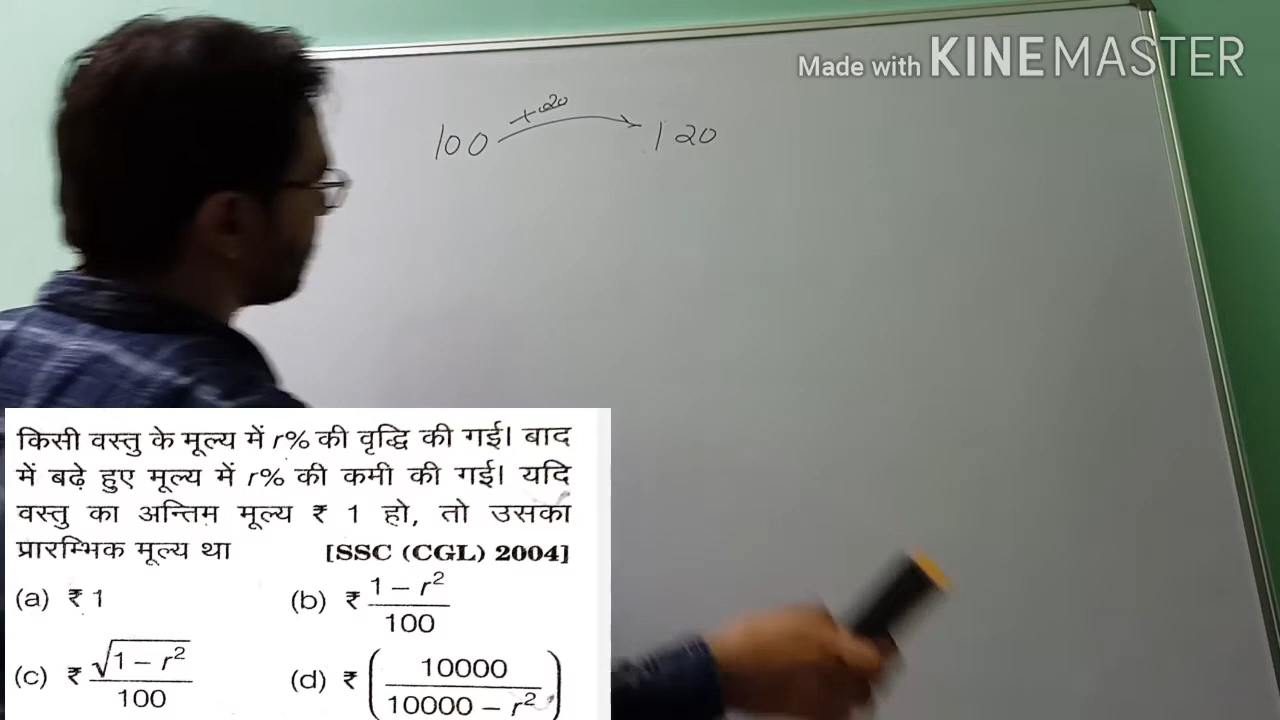 Made with KINEMASTER
+20
100 120
किसी वस्तु के मूल्य में r% की वृद्धि की गई। बाद
में बढ़े हुए मूल्य में r% की कमी की गई। यदि
वस्तु का अन्तिम मूल्य ₹ 1 हो, तो उसका
प्रारम्भिक मूल्य था [SSC (CGL) 2004]
(a) ₹ 1 (b) ₹ (1 – r²)/100
(c) ₹ √(1 – r²)/100 (d) ₹ (10000/(10000 – r²))